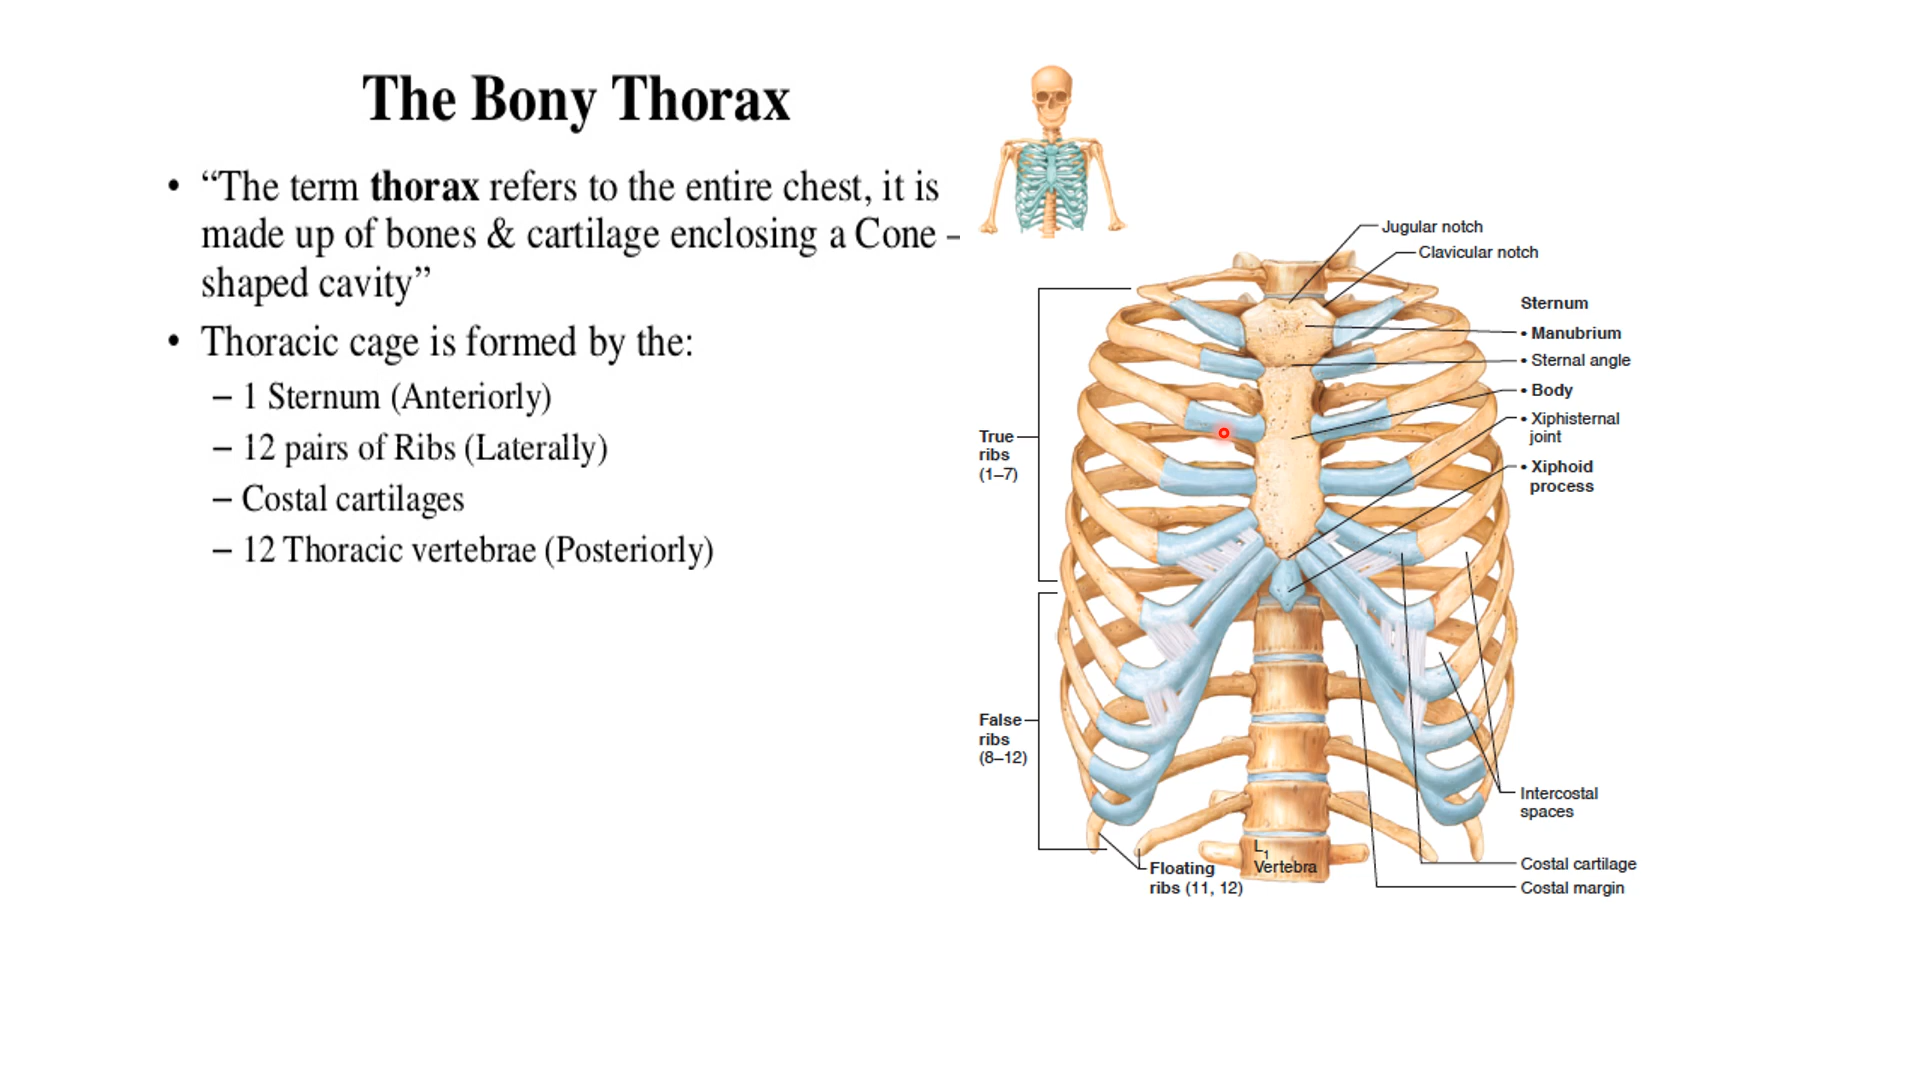 The Bony Thorax
• “The term thorax refers to the entire chest, it is
made up of bones & cartilage enclosing a Cone –
shaped cavity”
• Thoracic cage is formed by the:
– 1 Sternum (Anteriorly)
– 12 pairs of Ribs (Laterally)
– Costal cartilages
– 12 Thoracic vertebrae (Posteriorly)
Jugular notch
Clavicular notch
Sternum
• Manubrium
• Sternal angle
• Body
• Xiphisternal
joint
• Xiphoid
process
True
ribs
(1–7)
False
ribs
(8–12)
Intercostal
spaces
Costal cartilage
Costal margin
L1
Vertebra
Floating
ribs (11, 12)